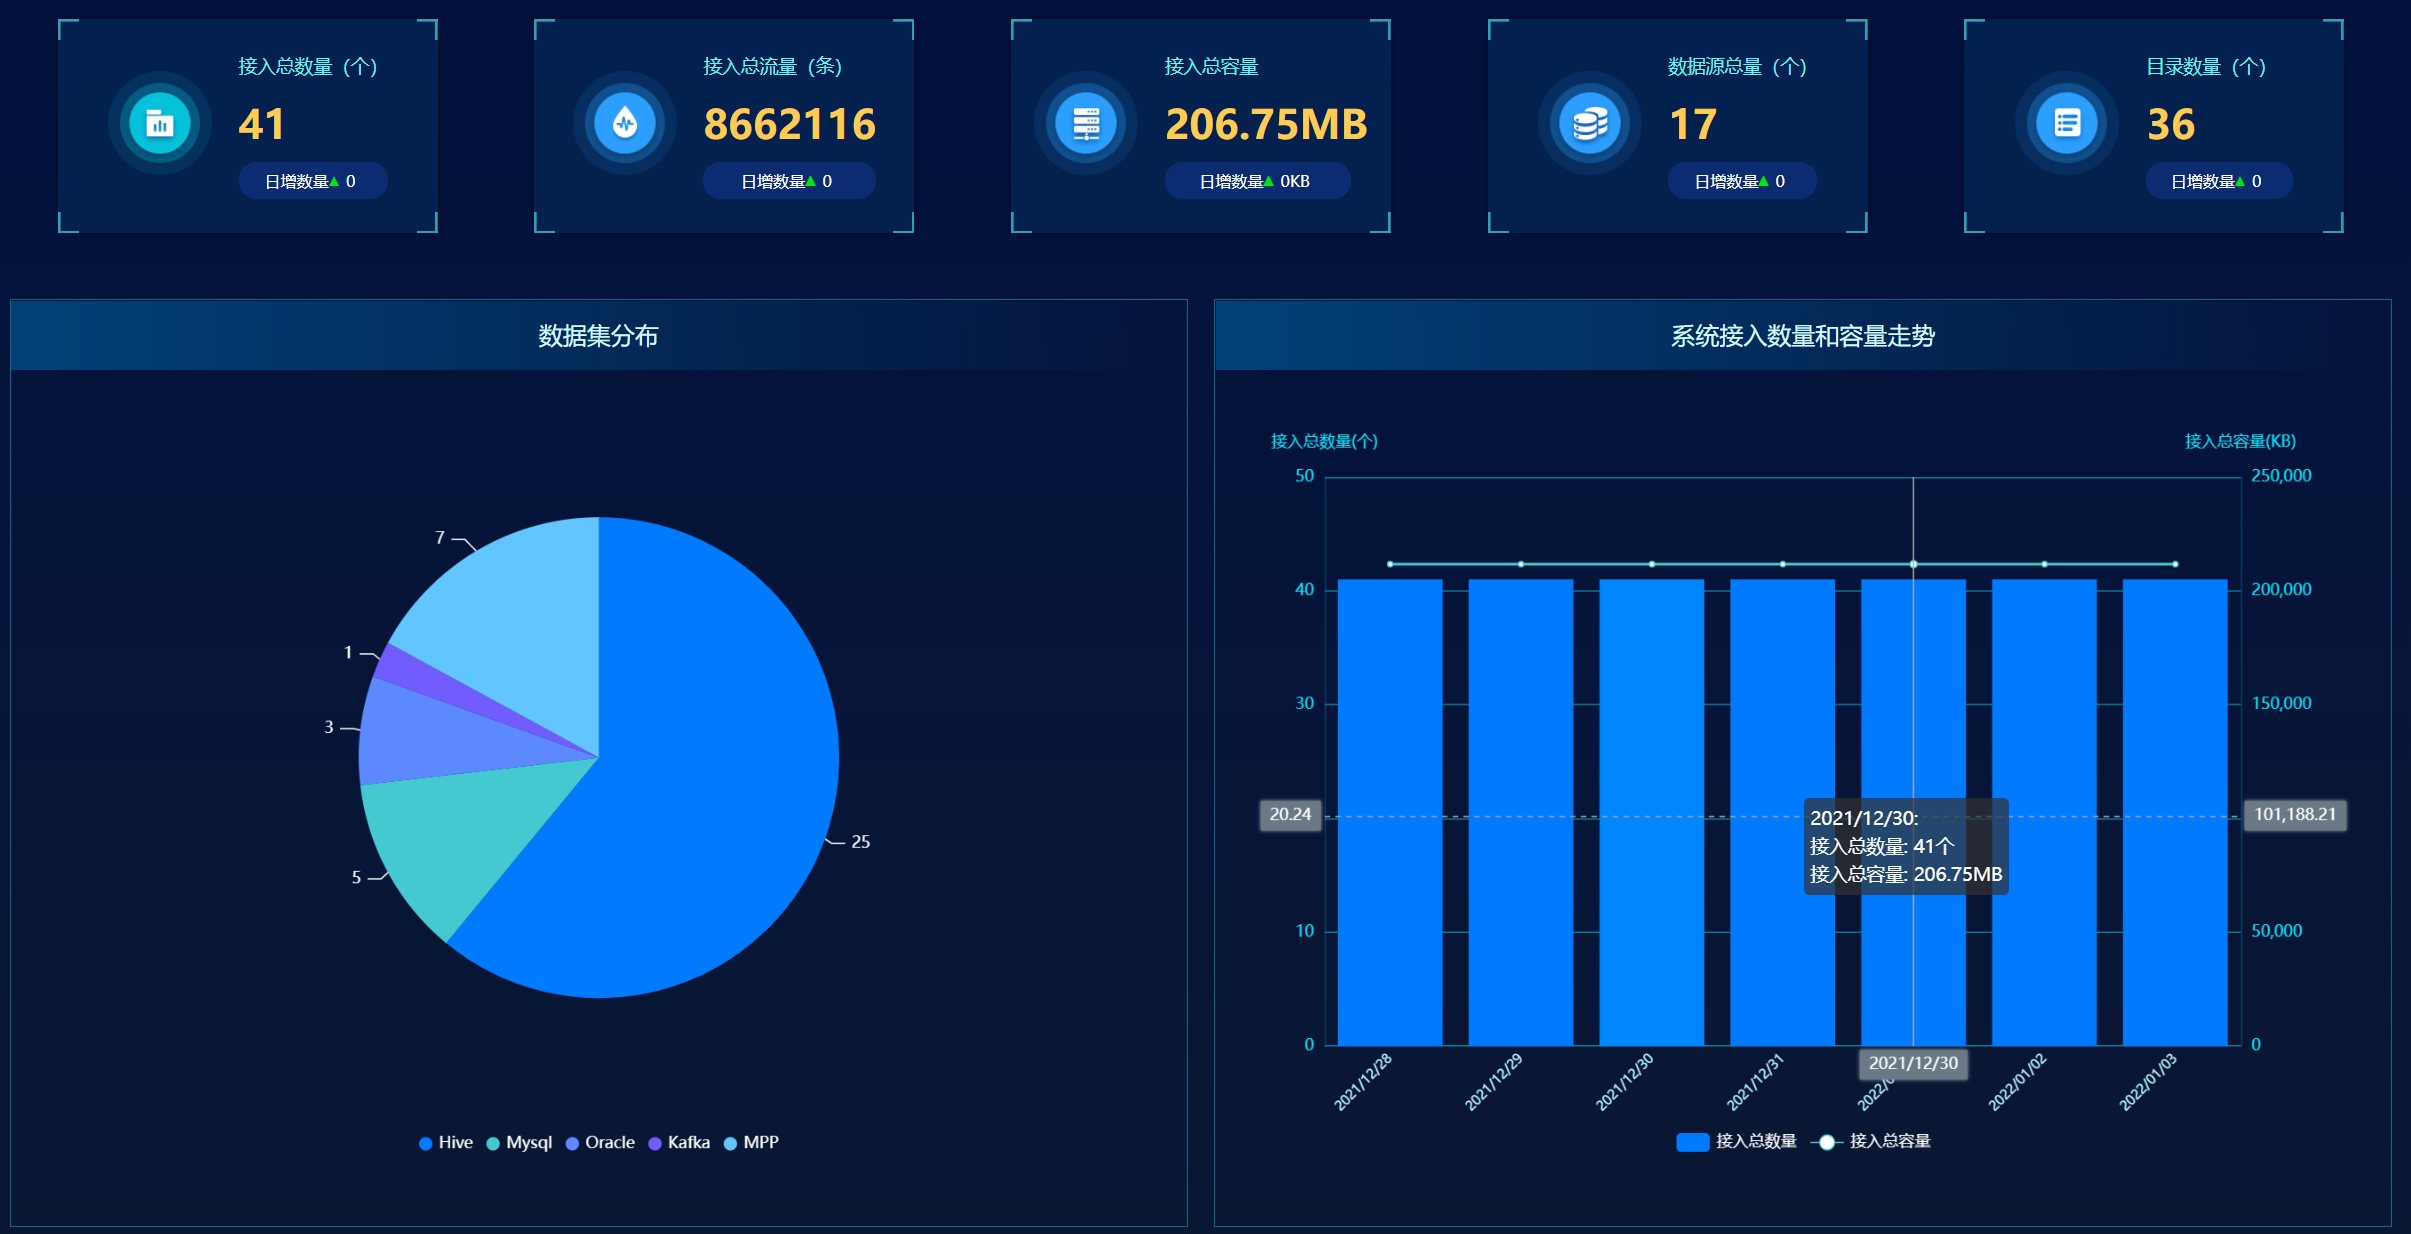 接入总数量（个）
41
日增数量▲ 0
接入总流量（条）
8662116
日增数量▲ 0
接入总容量
206.75MB
日增数量▲ 0KB
数据源总量（个）
17
日增数量▲ 0
目录数量（个）
36
日增数量▲ 0
数据集分布
7
1
3
5
25
Hive Mysql Oracle Kafka MPP
系统接入数量和容量走势
接入总数量(个)
接入总容量(KB)
50
40
30
10
0
20.24
250,000
200,000
150,000
50,000
0
101,188.21
2021/12/30:
接入总数量: 41个
接入总容量: 206.75MB
2021/12/28
2021/12/29
2021/12/30
2021/12/31
2022/
2021/12/30
2022/01/02
2022/01/03
接入总数量 接入总容量